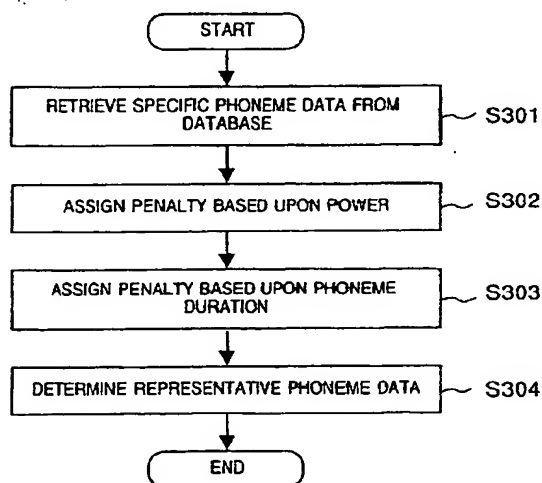 START
RETRIEVE SPECIFIC PHONEME DATA FROM
DATABASE
S301
ASSIGN PENALTY BASED UPON POWER
S302
ASSIGN PENALTY BASED UPON PHONEME
DURATION
S303
DETERMINE REPRESENTATIVE PHONEME DATA
S304
END